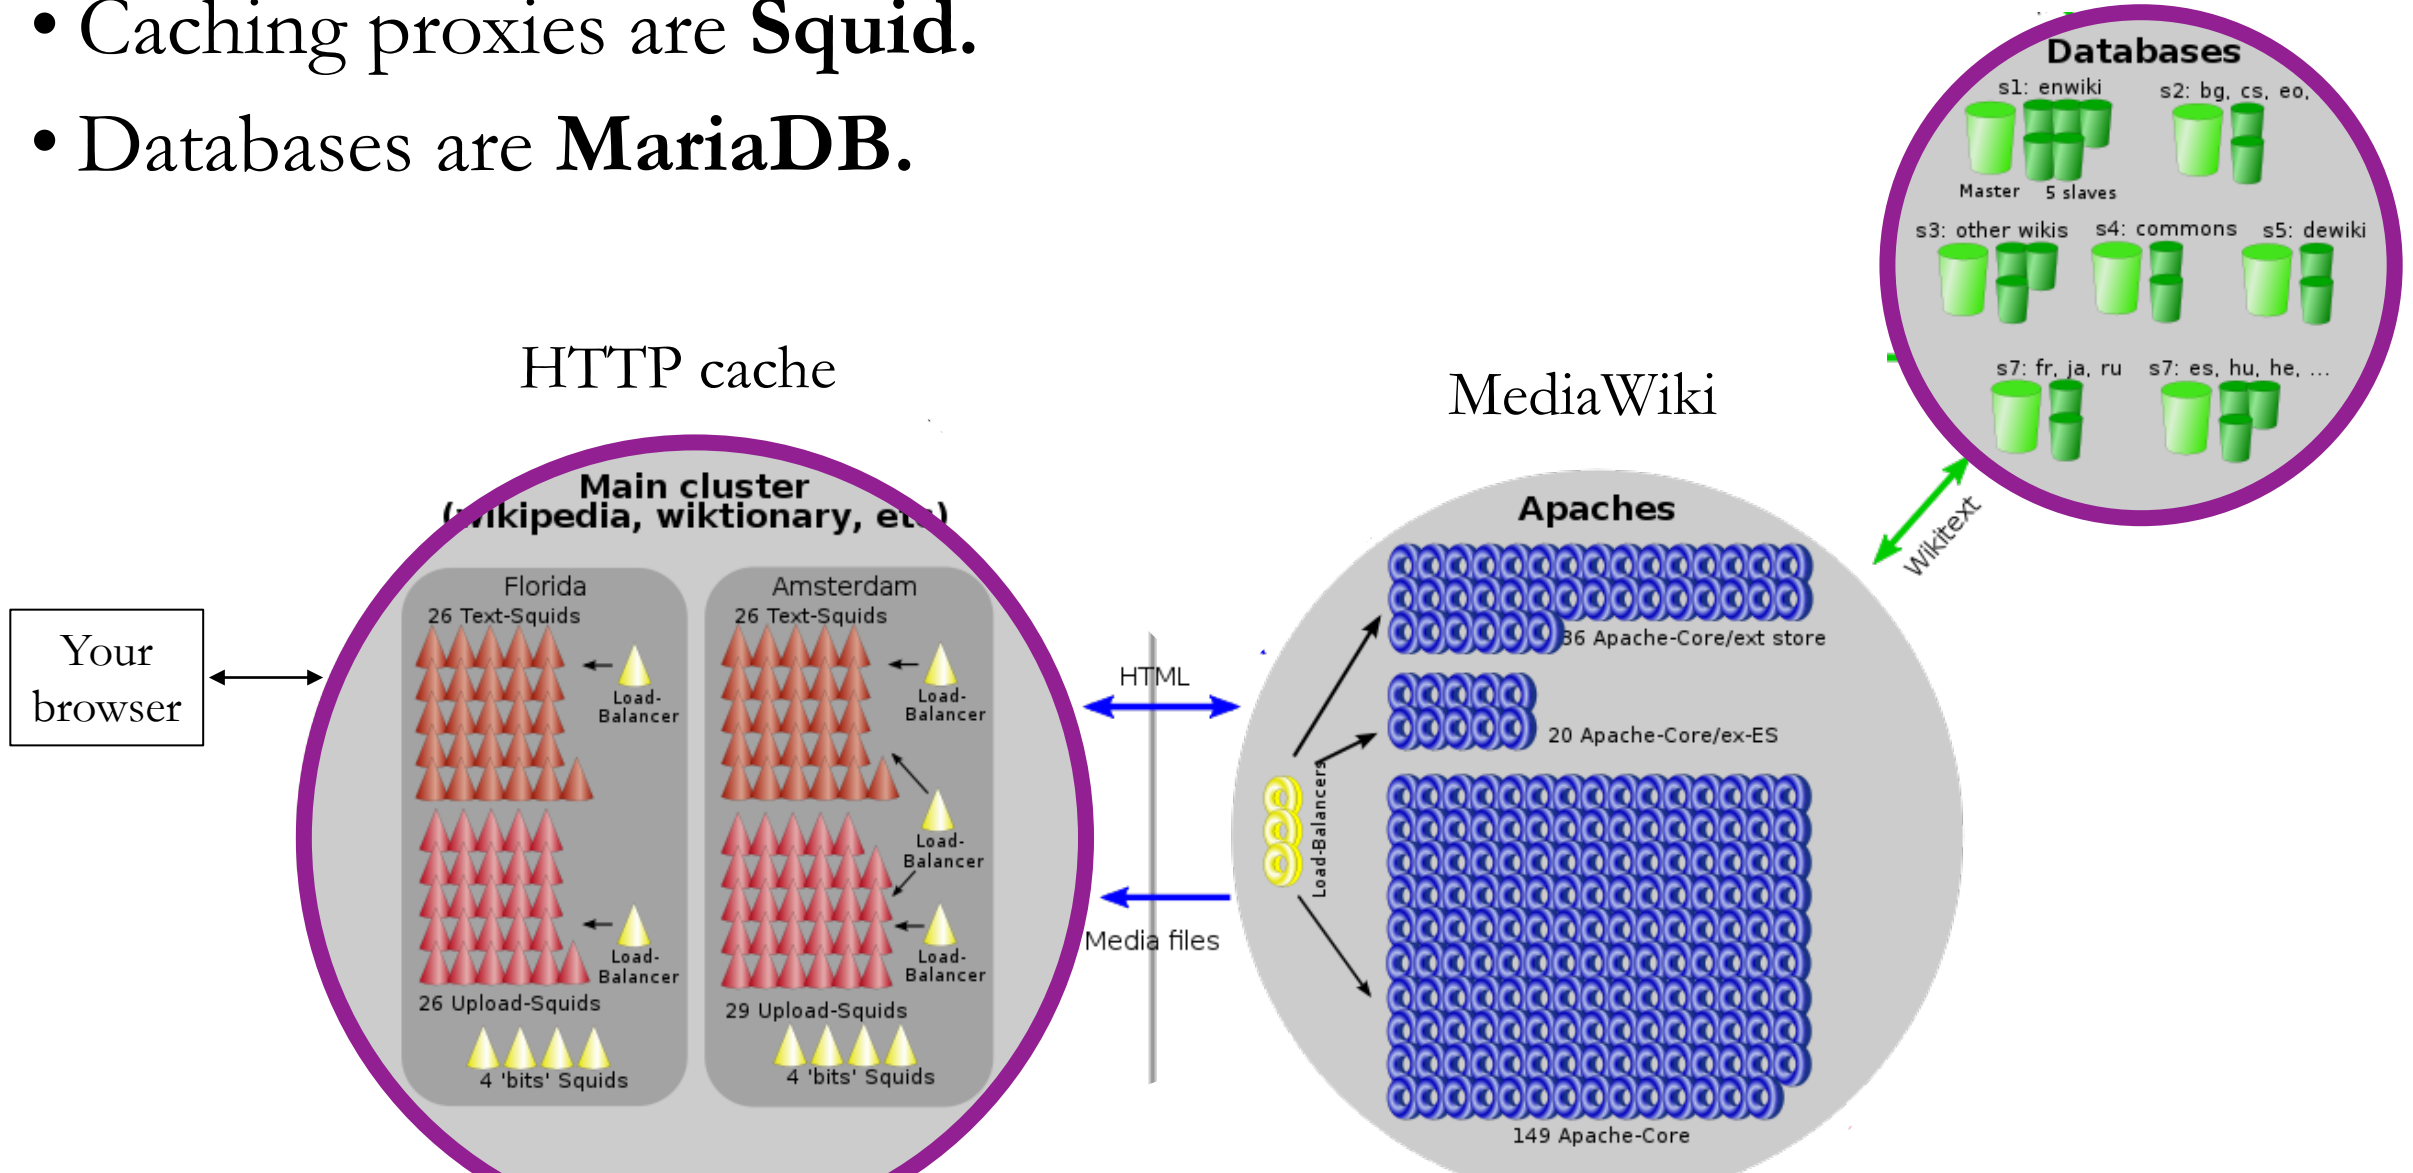 • Caching proxies are Squid.
• Databases are MariaDB.
HTTP cache
MediaWiki
Your
browser
Main cluster
(wikipedia, wiktionary, etc)
Florida
26 Text-Squids
Load-
Balancer
26 Upload-Squids
Load-
Balancer
4 'bits' Squids
Amsterdam
26 Text-Squids
Load-
Balancer
Load-
Balancer
Load-
Balancer
29 Upload-Squids
4 'bits' Squids
HTML
Media files
Apaches
36 Apache-Core/ext store
20 Apache-Core/ex-ES
Load-Balancers
149 Apache-Core
Wikitext
Databases
s1: enwiki
s2: bg, cs, eo,
Master
5 slaves
s3: other wikis
s4: commons
s5: dewiki
s7: fr, ja, ru
s7: es, hu, he, ...